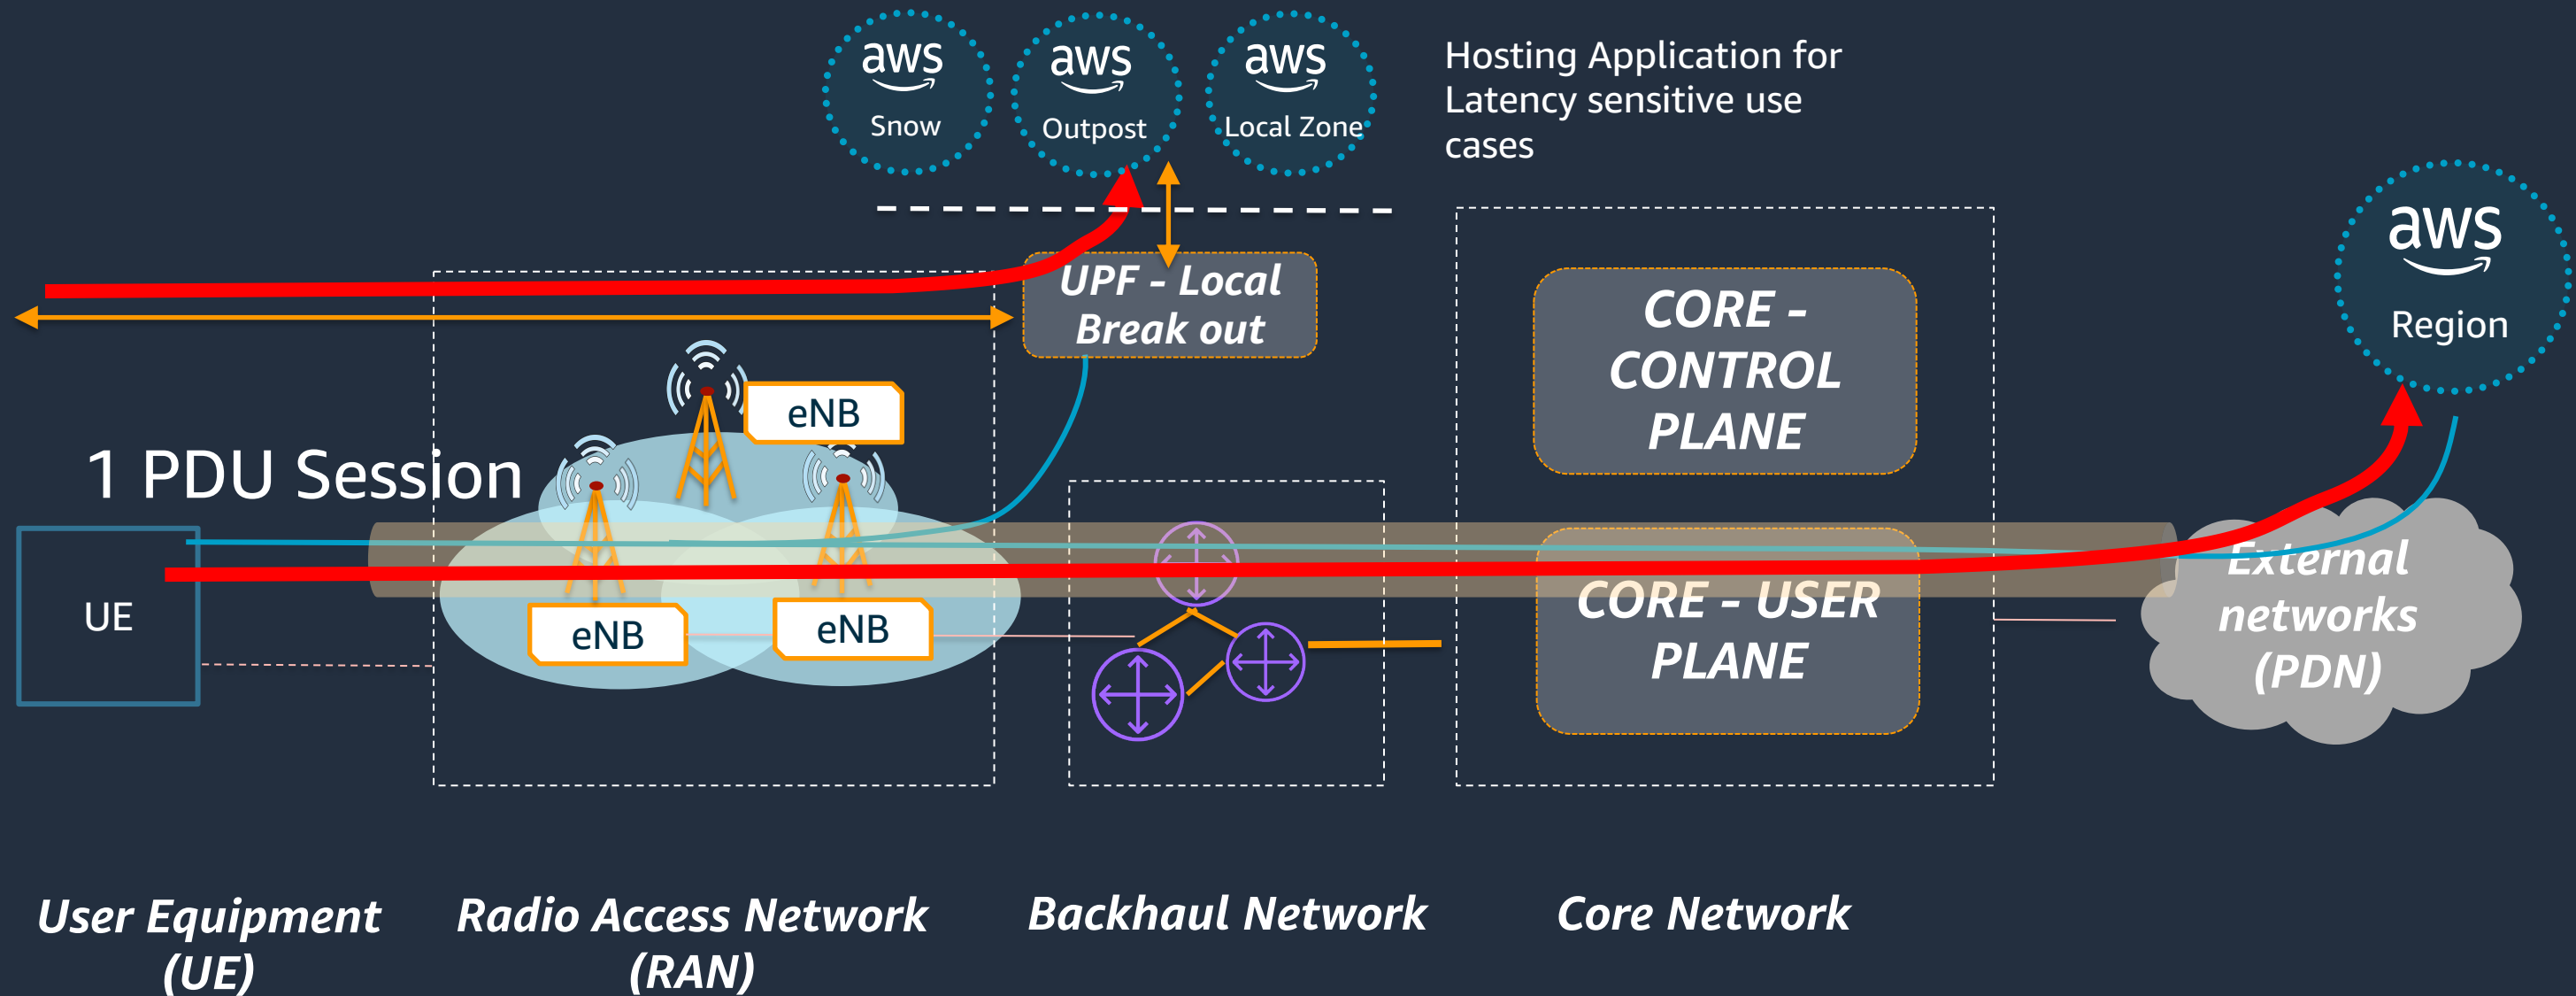 aws
Snow
aws
Outpost
aws
Local Zone
Hosting Application for
Latency sensitive use
cases
aws
Region
UPF - Local
Break out
CORE -
CONTROL
PLANE
eNB
1 PDU Session
UE
eNB
eNB
CORE - USER
PLANE
External
networks
(PDN)
User Equipment
(UE)
Radio Access Network
(RAN)
Backhaul Network
Core Network